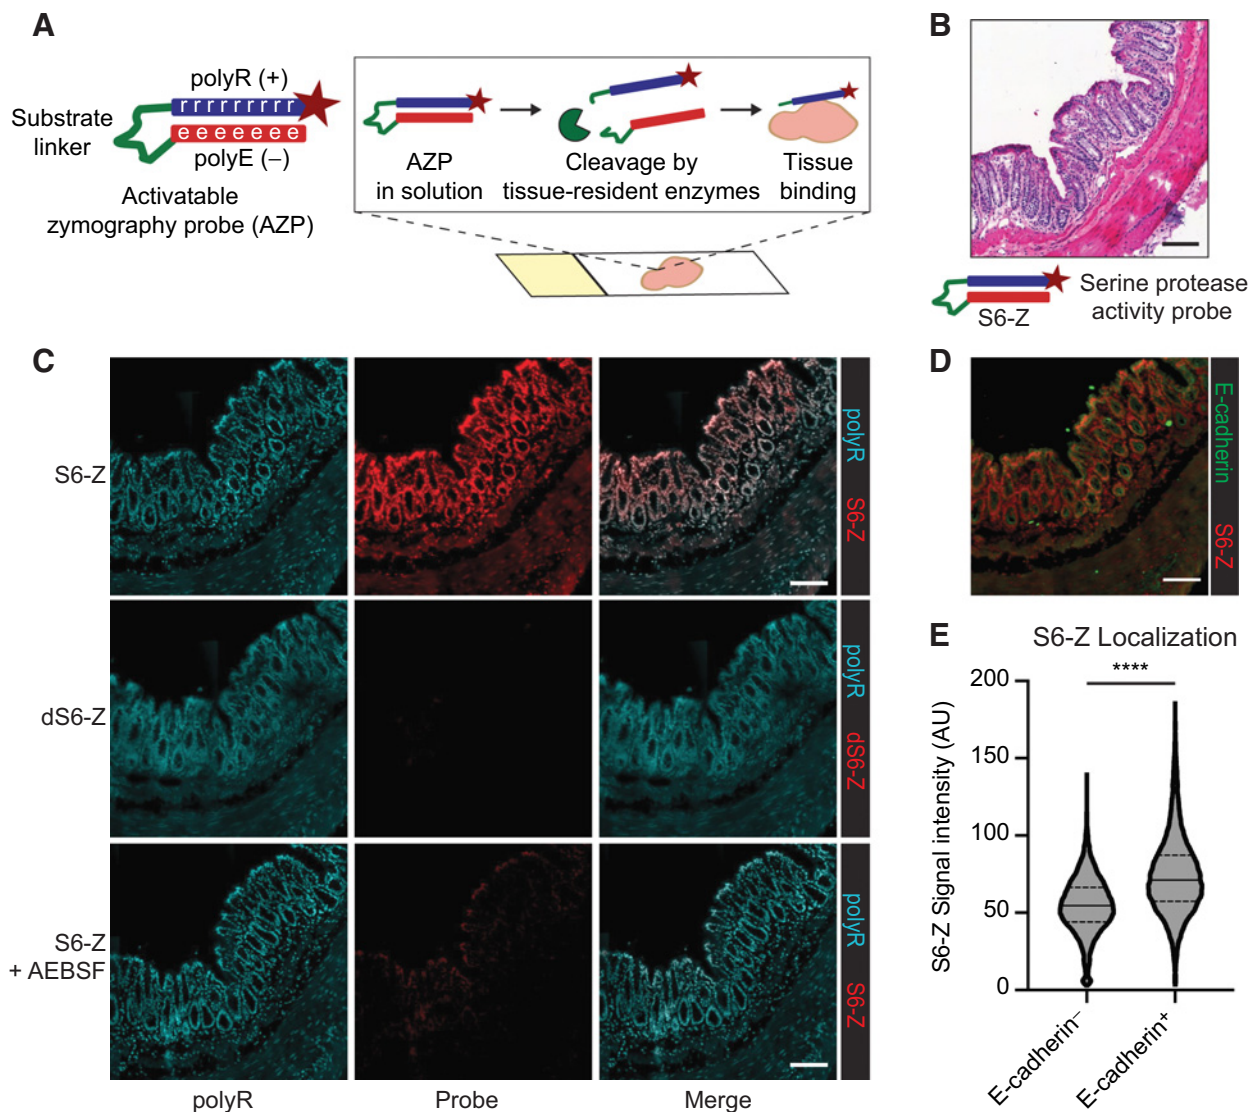 A
polyR (+)
r r r r r r r r r
Substrate
linker
e e e e e e e
polyE (−)
Activatable
zymography probe (AZP)
AZP
in solution
Cleavage by
tissue-resident enzymes
Tissue
binding
B
S6-Z
Serine protease
activity probe
C
S6-Z
polyR
S6-Z
dS6-Z
polyR
dS6-Z
S6-Z
+ AEBSF
polyR
S6-Z
polyR
Probe
Merge
D
E-cadherin
S6-Z
E
S6-Z Localization
****
S6-Z Signal intensity (AU)
200
150
100
50
0
E-cadherin⁻
E-cadherin⁺